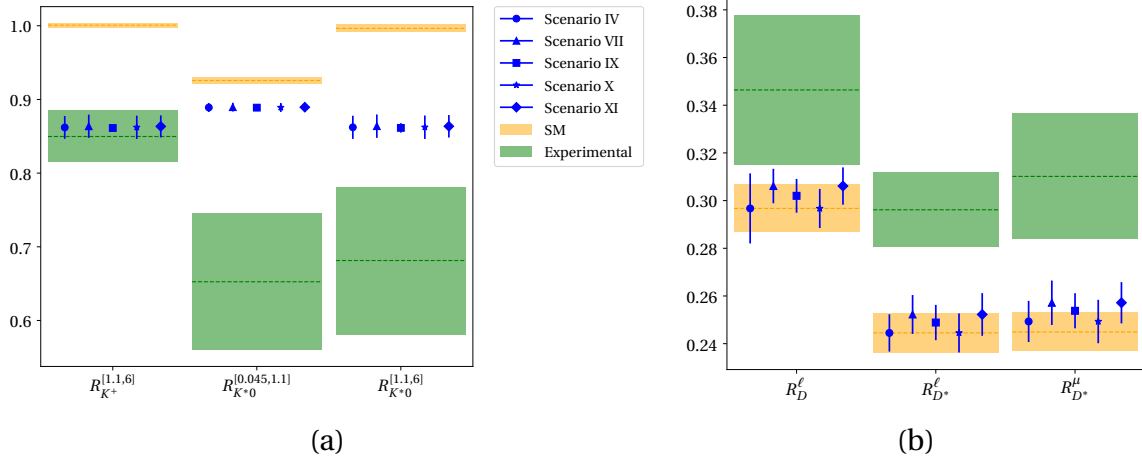 1.0
0.9
0.8
0.7
0.6
R_{K^+}^{[1.1,6]}
R_{K^{*0}}^{[0.045,1.1]}
R_{K^{*0}}^{[1.1,6]}
Scenario IV
Scenario VII
Scenario IX
Scenario X
Scenario XI
SM
Experimental
(a)
0.38
0.36
0.34
0.32
0.30
0.28
0.26
0.24
R_D^ℓ
R_{D^*}^ℓ
R_{D^*}^μ
(b)